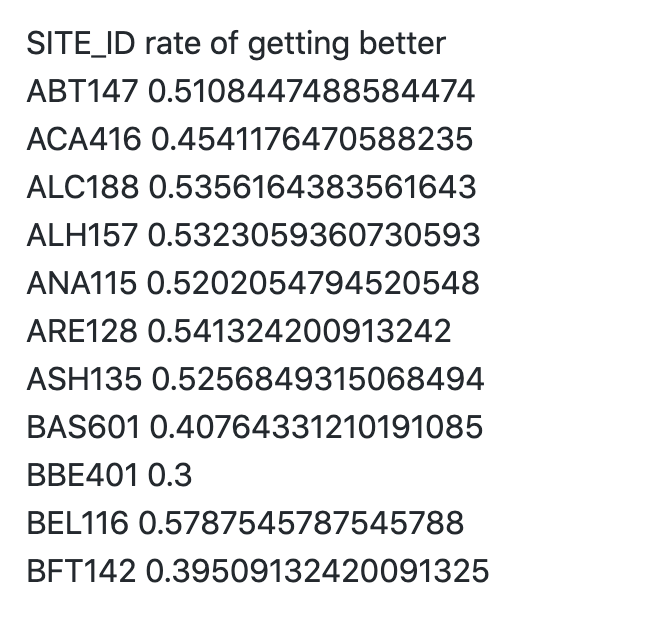 SITE_ID rate of getting better
ABT147 0.5108447488584474
ACA416 0.4541176470588235
ALC188 0.5356164383561643
ALH157 0.5323059360730593
ANA115 0.5202054794520548
ARE128 0.541324200913242
ASH135 0.5256849315068494
BAS601 0.40764331210191085
BBE401 0.3
BEL116 0.5787545787545788
BFT142 0.39509132420091325